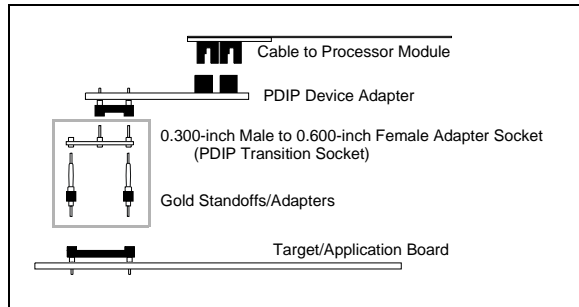 Cable to Processor Module
PDIP Device Adapter
0.300-inch Male to 0.600-inch Female Adapter Socket
(PDIP Transition Socket)
Gold Standoffs/Adapters
Target/Application Board